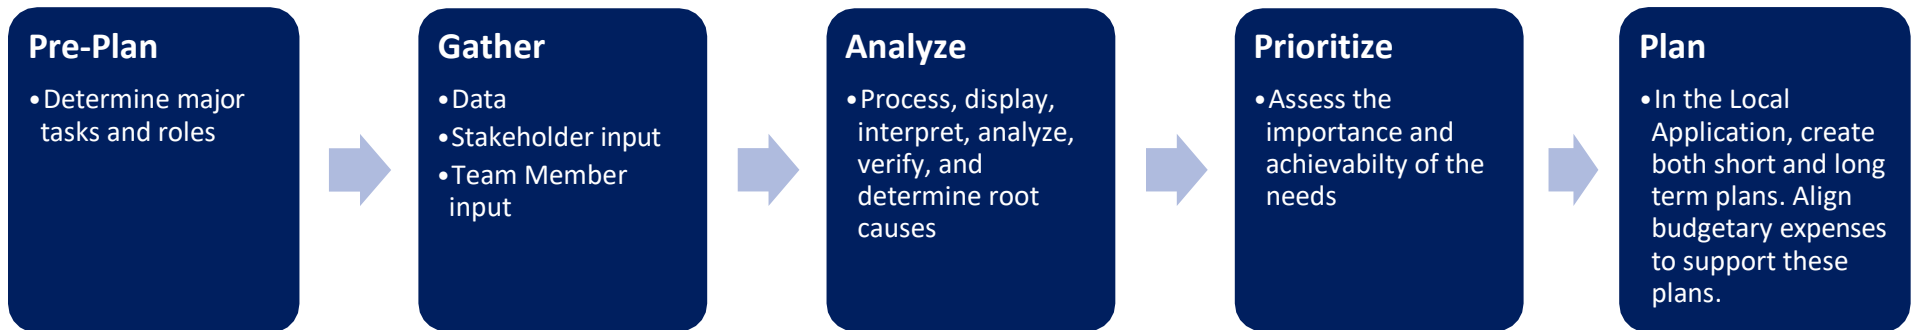 Pre-Plan
•Determine major
tasks and roles
Gather
•Data
•Stakeholder input
•Team Member
input
Analyze
•Process, display,
interpret, analyze,
verify, and
determine root
causes
Prioritize
•Assess the
importance and
achievabilty of the
needs
Plan
•In the Local
Application, create
both short and long
term plans. Align
budgetary expenses
to support these
plans.